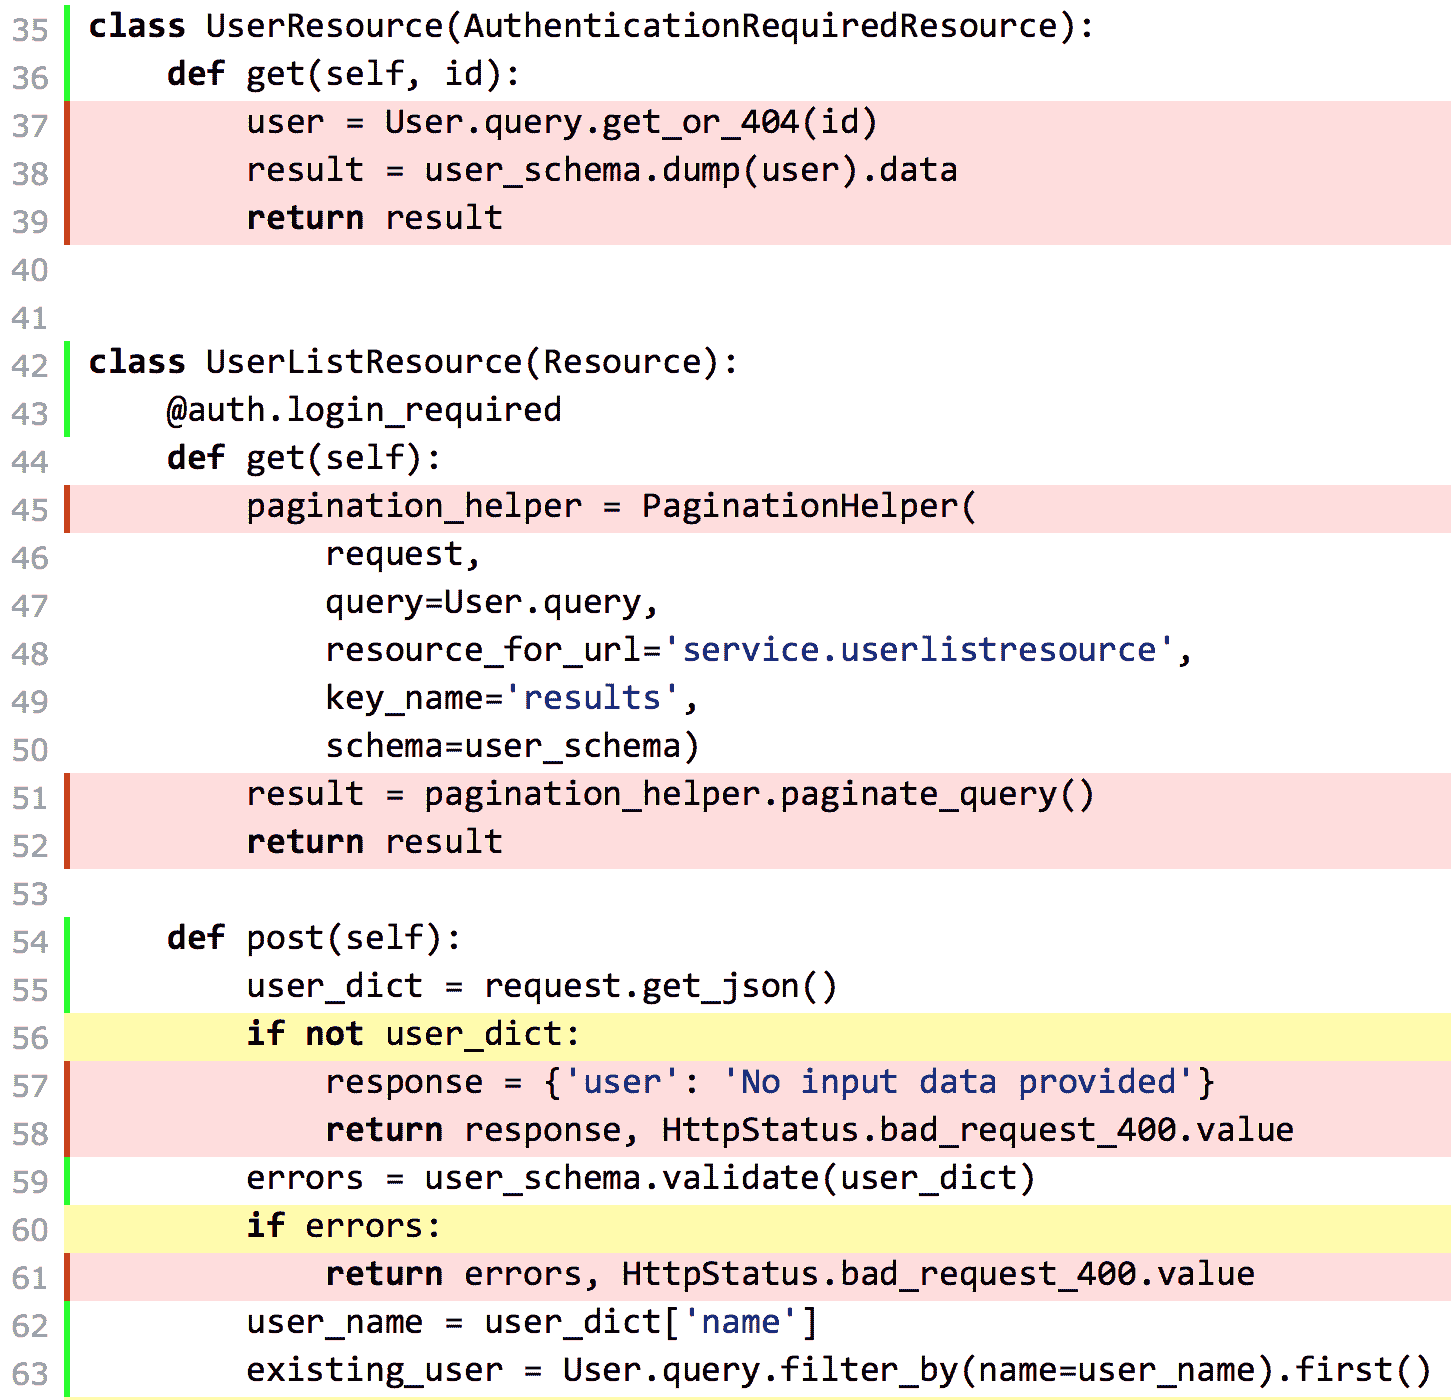 35 class UserResource(AuthenticationRequiredResource):
36     def get(self, id):
37         user = User.query.get_or_404(id)
38         result = user_schema.dump(user).data
39         return result
40
41
42 class UserListResource(Resource):
43     @auth.login_required
44     def get(self):
45         pagination_helper = PaginationHelper(
46             request,
47             query=User.query,
48             resource_for_url='service.userlistresource',
49             key_name='results',
50             schema=user_schema)
51         result = pagination_helper.paginate_query()
52         return result
53
54     def post(self):
55         user_dict = request.get_json()
56         if not user_dict:
57             response = {'user': 'No input data provided'}
58             return response, HttpStatus.bad_request_400.value
59         errors = user_schema.validate(user_dict)
60         if errors:
61             return errors, HttpStatus.bad_request_400.value
62         user_name = user_dict['name']
63         existing_user = User.query.filter_by(name=user_name).first()